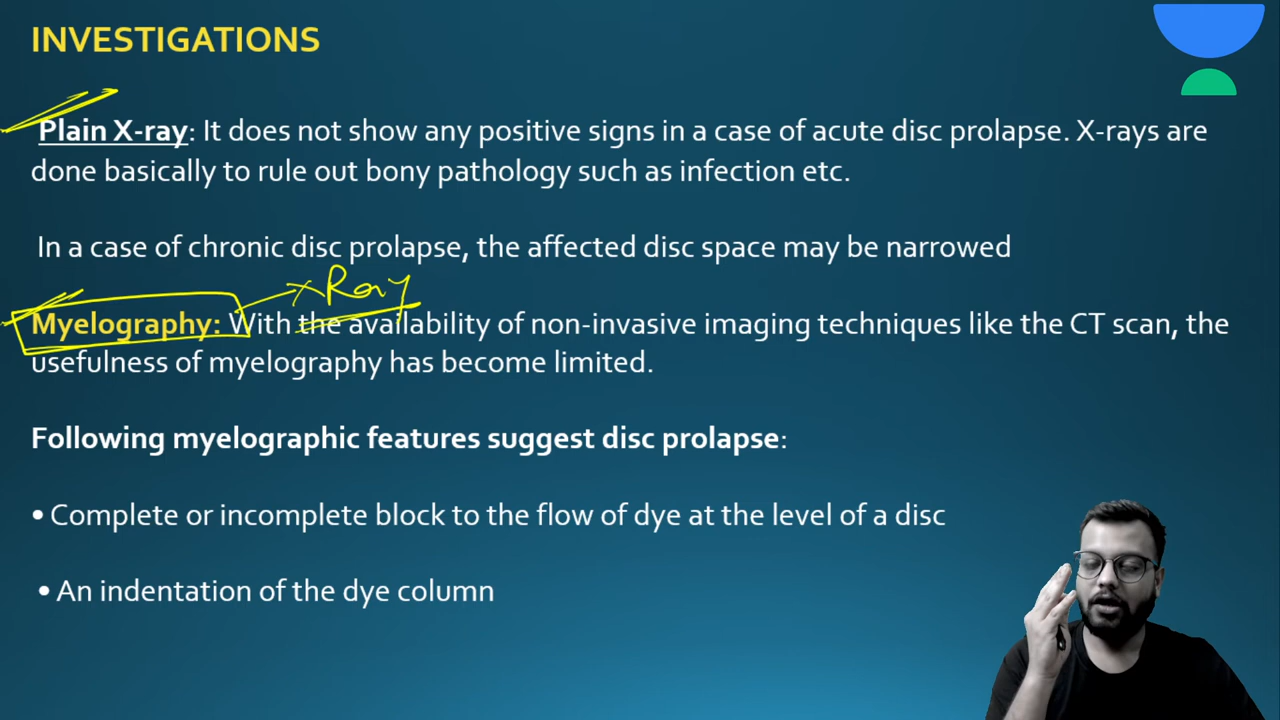 INVESTIGATIONS
Plain X-ray: It does not show any positive signs in a case of acute disc prolapse. X-rays are
done basically to rule out bony pathology such as infection etc.
In a case of chronic disc prolapse, the affected disc space may be narrowed
X Ray
Myelography: With the availability of non-invasive imaging techniques like the CT scan, the
usefulness of myelography has become limited.
Following myelographic features suggest disc prolapse:
• Complete or incomplete block to the flow of dye at the level of a disc
• An indentation of the dye column